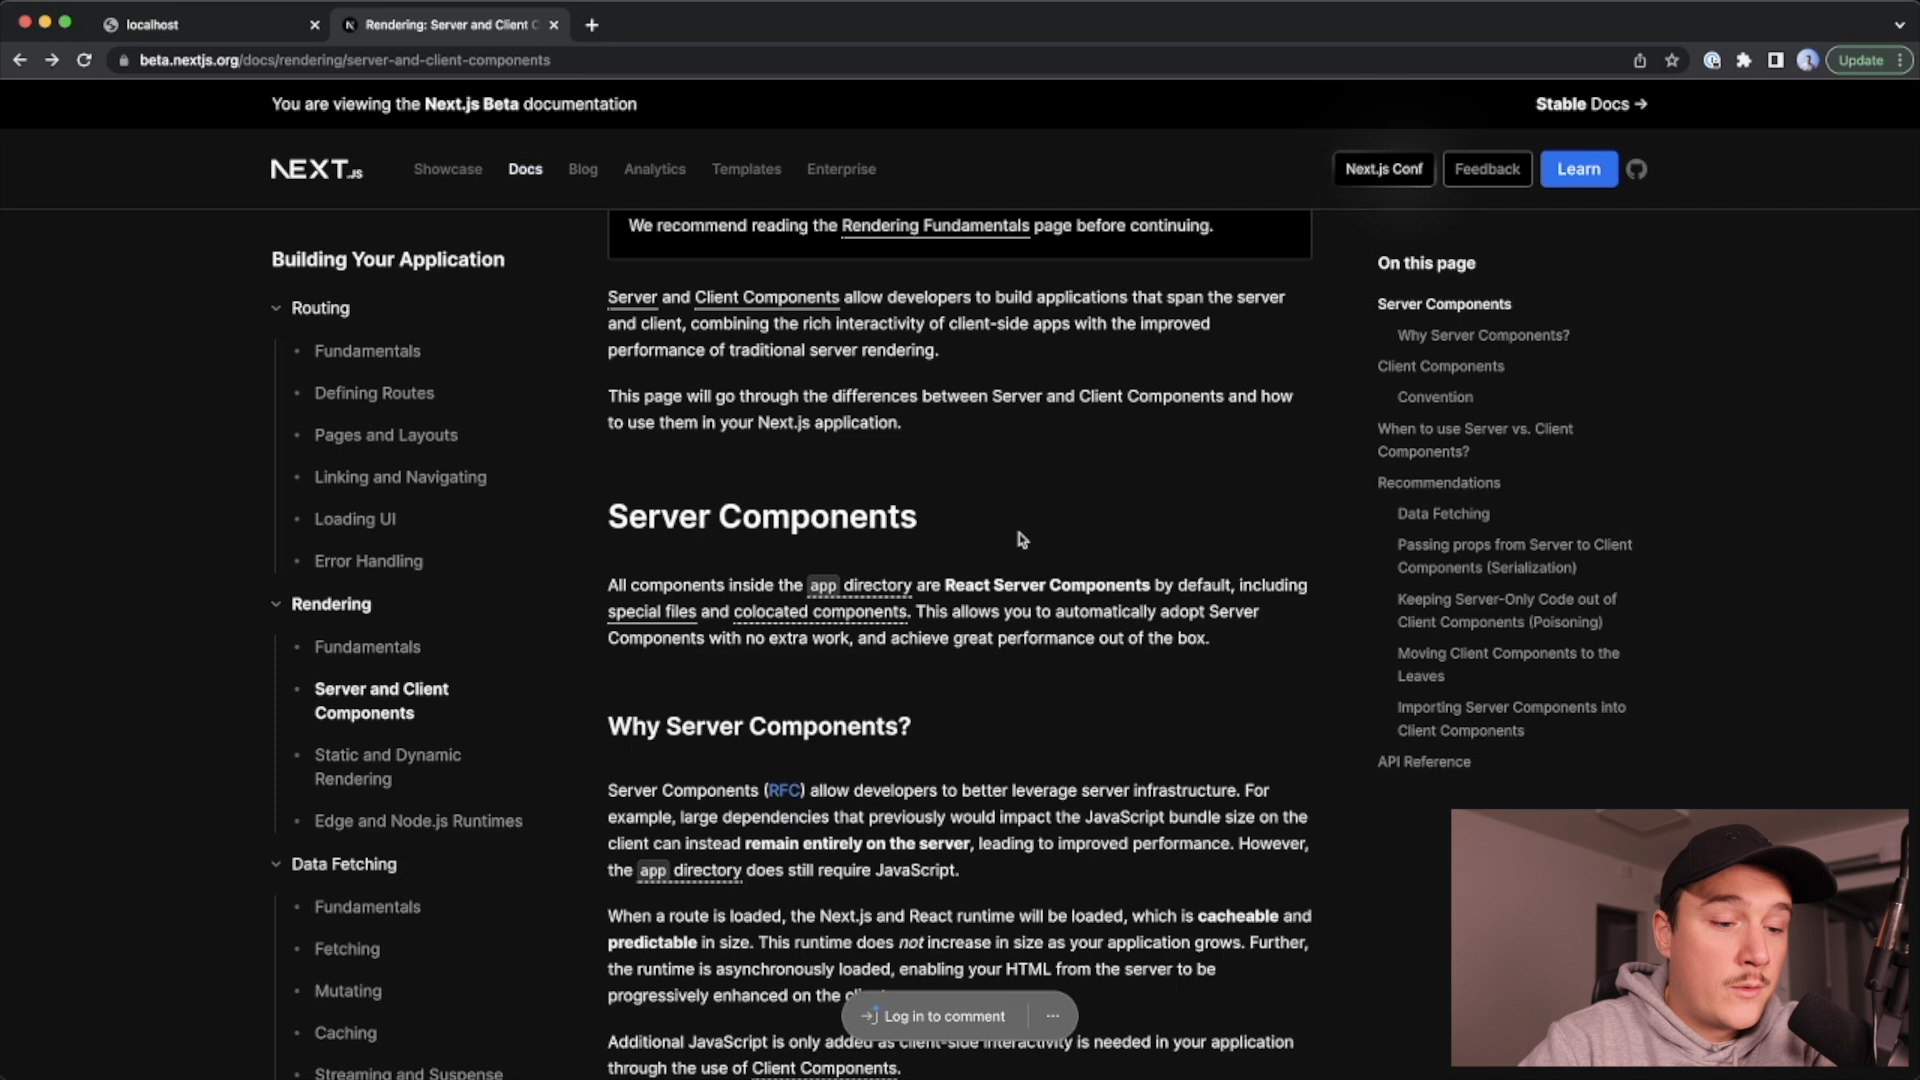 localhost
Rendering: Server and Client C
beta.nextjs.org/docs/rendering/server-and-client-components
Update
You are viewing the Next.js Beta documentation
Stable Docs →
NEXT.JS
Showcase
Docs
Blog
Analytics
Templates
Enterprise
Next.js Conf
Feedback
Learn
Building Your Application
Routing
Fundamentals
Defining Routes
Pages and Layouts
Linking and Navigating
Loading UI
Error Handling
Rendering
Fundamentals
Server and Client
Components
Static and Dynamic
Rendering
Edge and Node.js Runtimes
Data Fetching
Fundamentals
Fetching
Mutating
Caching
Streaming and Suspense
We recommend reading the Rendering Fundamentals page before continuing.
Server and Client Components allow developers to build applications that span the server
and client, combining the rich interactivity of client-side apps with the improved
performance of traditional server rendering.
This page will go through the differences between Server and Client Components and how
to use them in your Next.js application.
Server Components
All components inside the app directory are React Server Components by default, including
special files and colocated components. This allows you to automatically adopt Server
Components with no extra work, and achieve great performance out of the box.
Why Server Components?
Server Components (RFC) allow developers to better leverage server infrastructure. For
example, large dependencies that previously would impact the JavaScript bundle size on the
client can instead remain entirely on the server, leading to improved performance. However,
the app directory does still require JavaScript.
When a route is loaded, the Next.js and React runtime will be loaded, which is cacheable and
predictable in size. This runtime does not increase in size as your application grows. Further,
the runtime is asynchronously loaded, enabling your HTML from the server to be
progressively enhanced on the
Log in to comment
Additional JavaScript is only added as client-side interactivity is needed in your application
through the use of Client Components.
On this page
Server Components
Why Server Components?
Client Components
Convention
When to use Server vs. Client
Components?
Recommendations
Data Fetching
Passing props from Server to Client
Components (Serialization)
Keeping Server-Only Code out of
Client Components (Poisoning)
Moving Client Components to the
Leaves
Importing Server Components into
Client Components
API Reference